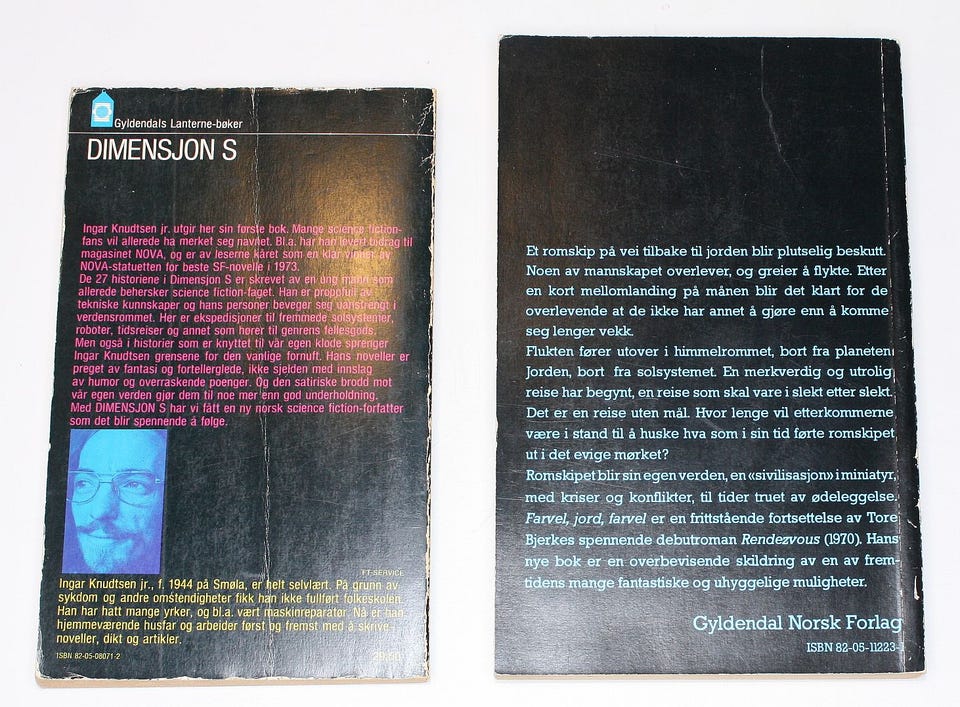 Gyldendals Lanterne-bøker
DIMENSJON S
Ingar Knudtsen jr. utgir her sin første bok. Mange science fiction-
fans vil allerede ha merket seg navnet. Bl.a. har han levert bidrag til
magasinet NOVA, og er av leserne kåret som en klar vinner av
NOVA-statuetten for beste SF-novelle i 1973.
De 27 historiene i Dimensjon S er skrevet av en ung mann som
allerede behersker science fiction-faget. Han er proppfull av
tekniske kunnskaper og hans personer beveger seg uanstrengt i
verdensrommet. Her er ekspedisjoner til fremmede solsystemer,
roboter, tidsreiser og annet som hører til genrens fellesgods.
Men også i historier som er knyttet til vår egen klode sprenger
Ingar Knudtsen grensene for den vanlige fornuft. Hans noveller er
preget av fantasi og fortellerglede, ikke sjelden med innslag
av humor og overraskende poenger. Og den satiriske brodd mot
vår egen verden gjør dem til noe mer enn god underholdning.
Med DIMENSJON S har vi fått en ny norsk science fiction-forfatter
som det blir spennende å følge.
FT-SERVICE
Ingar Knudtsen jr., f. 1944 på Smøla, er helt selvlært. På grunn av
sykdom og andre omstendigheter fikk han ikke fullført folkeskolen.
Han har hatt mange yrker, og bl.a. vært maskinreparatør. Nå er han
hjemmeværende husfar og arbeider først og fremst med å skrive
noveller, dikt og artikler.
ISBN 82-05-08071-2
Et romskip på vei tilbake til jorden blir plutselig beskutt.
Noen av mannskapet overlever, og greier å flykte. Etter
en kort mellomlanding på månen blir det klart for de
overlevende at de ikke har annet å gjøre enn å komme
seg lenger vekk.
Flukten fører utover i himmelrommet, bort fra planeten
Jorden, bort fra solsystemet. En merkverdig og utrolig
reise har begynt, en reise som skal vare i slekt etter slekt.
Det er en reise uten mål. Hvor lenge vil etterkommerne
være i stand til å huske hva som i sin tid førte romskipet
ut i det evige mørket?
Romskipet blir sin egen verden, en «sivilisasjon» i miniatyr,
med kriser og konflikter, til tider truet av ødeleggelse.
Farvel, jord, farvel er en frittstående fortsettelse av Tore
Bjerkes spennende debutroman Rendezvous (1970). Hans
nye bok er en overbevisende skildring av en av frem-
tidens mange fantastiske og uhyggelige muligheter.
Gyldendal Norsk Forlag
ISBN 82-05-11223-1